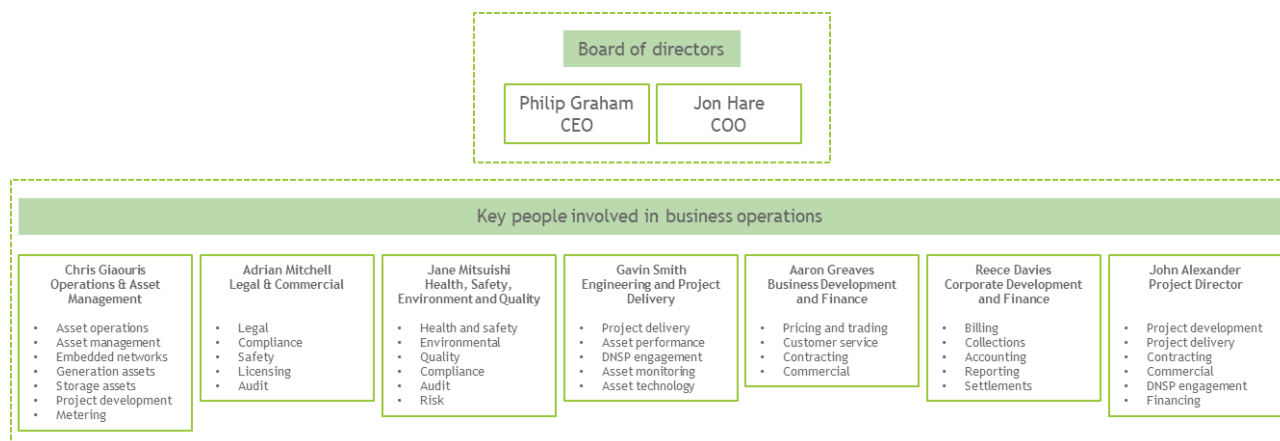 Board of directors
Philip Graham
CEO
Jon Hare
COO
Key people involved in business operations
Chris Giaouris
Operations & Asset
Management
• Asset operations
• Asset management
• Embedded networks
• Generation assets
• Storage assets
• Project development
• Metering
Adrian Mitchell
Legal & Commercial
• Legal
• Compliance
• Safety
• Licensing
• Audit
Jane Mitsuishi
Health, Safety,
Environment and Quality
• Health and safety
• Environmental
• Quality
• Compliance
• Audit
• Risk
Gavin Smith
Engineering and Project
Delivery
• Project delivery
• Asset performance
• DNSP engagement
• Asset monitoring
• Asset technology
Aaron Greaves
Business Development
and Finance
• Pricing and trading
• Customer service
• Contracting
• Commercial
Reece Davies
Corporate Development
and Finance
• Billing
• Collections
• Accounting
• Reporting
• Settlements
John Alexander
Project Director
• Project development
• Project delivery
• Contracting
• Commercial
• DNSP engagement
• Financing